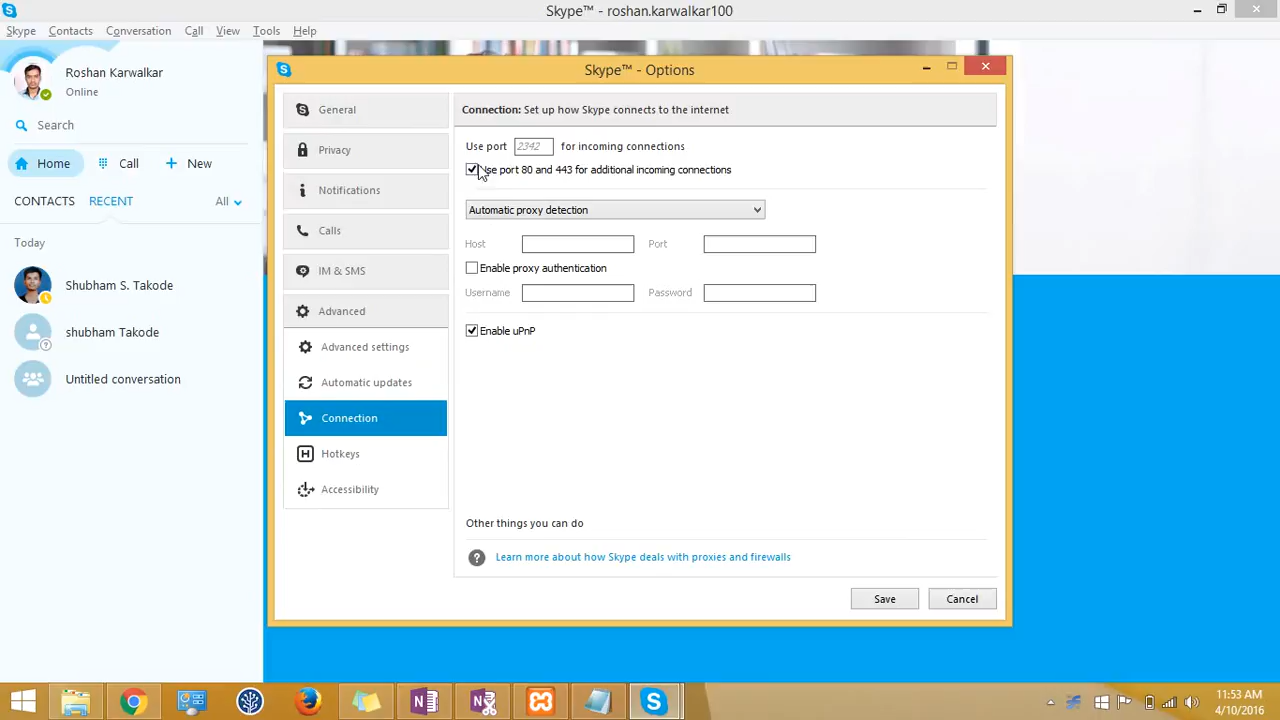 Skype™ - roshan.karwalkar100
Skype Contacts Conversation Call View Tools Help
Roshan Karwalkar
Online
Search
Home Call New
CONTACTS RECENT All
Today
Shubham S. Takode
shubham Takode
Untitled conversation
Skype™ - Options
General
Privacy
Notifications
Calls
IM & SMS
Advanced
Advanced settings
Automatic updates
Connection
Hotkeys
Accessibility
Connection: Set up how Skype connects to the internet
Use port 2342 for incoming connections
Use port 80 and 443 for additional incoming connections
Automatic proxy detection
Host Port
Enable proxy authentication
Username Password
Enable uPnP
Other things you can do
Learn more about how Skype deals with proxies and firewalls
Save Cancel
11:53 AM
4/10/2016